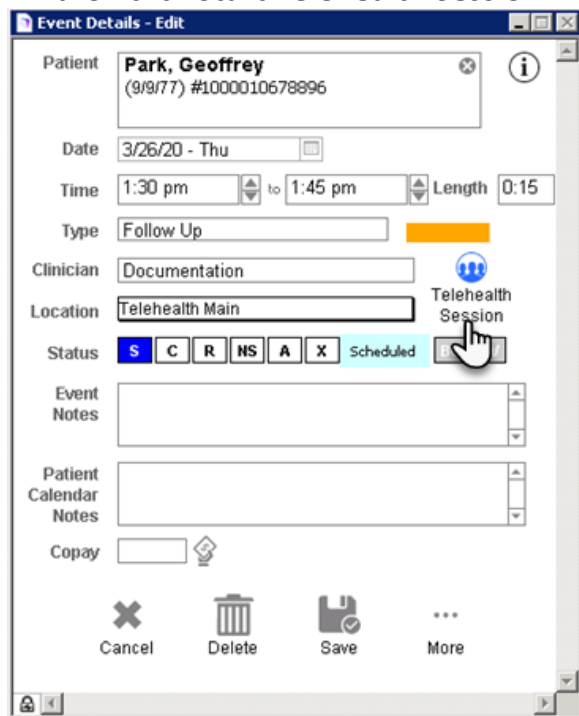 Event Details - Edit
Patient
Park, Geoffrey
(9/9/77) #1000010678896
i
Date
3/26/20 - Thu
Time
1:30 pm
to
1:45 pm
Length
0:15
Type
Follow Up
Clinician
Documentation
Telehealth
Session
Location
Telehealth Main
Status
S C R NS A X Scheduled
Event
Notes
Patient
Calendar
Notes
Copay
Cancel
Delete
Save
More